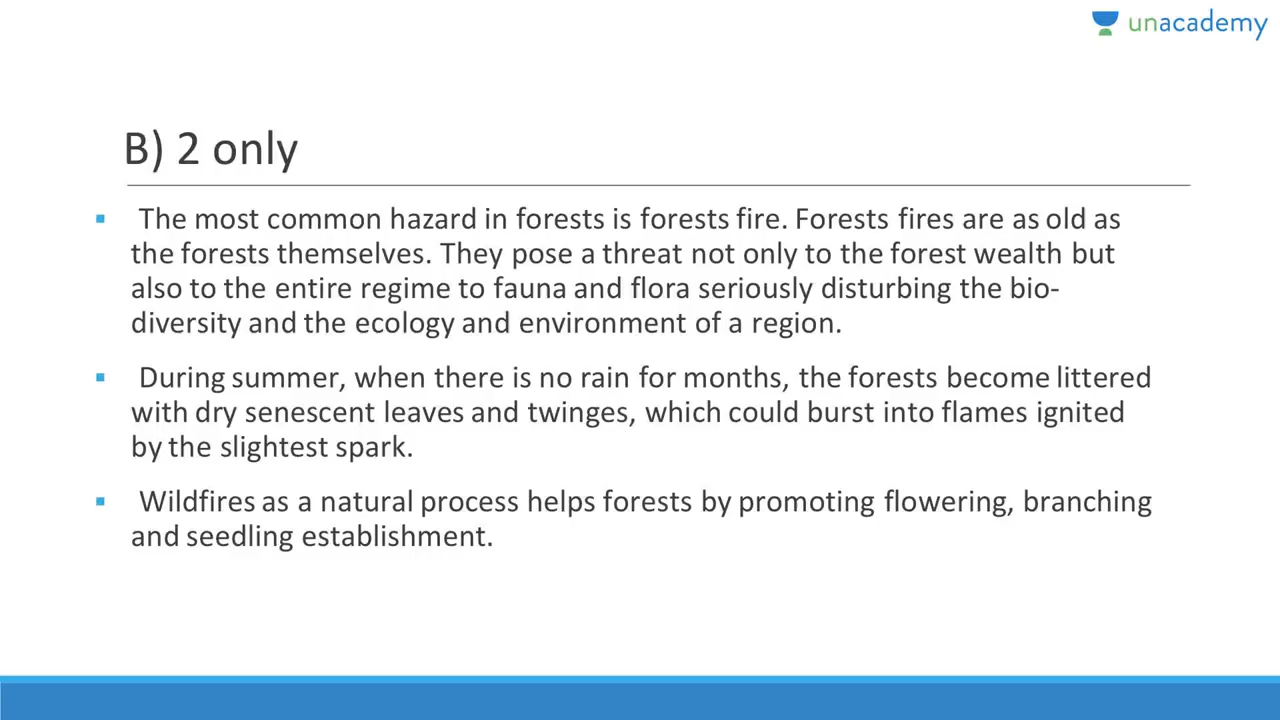 unacademy
B) 2 only
▪ The most common hazard in forests is forests fire. Forests fires are as old as
the forests themselves. They pose a threat not only to the forest wealth but
also to the entire regime to fauna and flora seriously disturbing the bio-
diversity and the ecology and environment of a region.
▪ During summer, when there is no rain for months, the forests become littered
with dry senescent leaves and twinges, which could burst into flames ignited
by the slightest spark.
▪ Wildfires as a natural process helps forests by promoting flowering, branching
and seedling establishment.